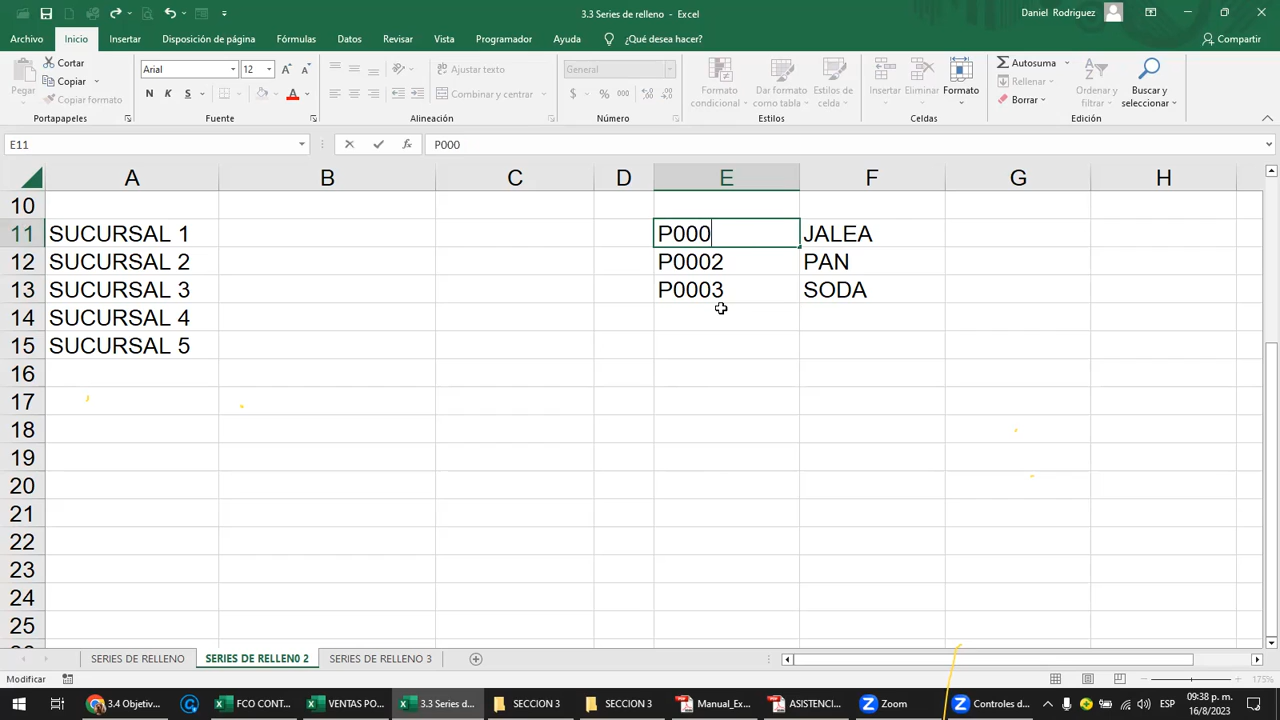 3.3 Series de relleno - Excel
Daniel Rodriguez
Archivo Inicio Insertar Disposición de página Fórmulas Datos Revisar Vista Programador Ayuda ¿Qué desea hacer? Compartir
Pegar
Cortar
Copiar
Copiar formato
Arial 12
N K S
Ajustar texto
Combinar y centrar
General
$ % 000
Formato condicional
Dar formato como tabla
Estilos de celda
Insertar Eliminar Formato
Autosuma
Rellenar
Borrar
Ordenar y filtrar
Buscar y seleccionar
Portapapeles Fuente Alineación Número Estilos Celdas Edición
E11 fx P000
A B C D E F G H
10
11 SUCURSAL 1 P000 JALEA
12 SUCURSAL 2 P0002 PAN
13 SUCURSAL 3 P0003 SODA
14 SUCURSAL 4
15 SUCURSAL 5
16
17
18
19
20
21
22
23
24
25
SERIES DE RELLENO SERIES DE RELLEN0 2 SERIES DE RELLENO 3
Modificar 175%
3.4 Objetiv... FCCONT... VENTAS PO... 3.3 Series d... SECCION 3 SECCION 3 Manual_Ex... ASISTENCI... Zoom Controles d... ESP 09:38 p. m.
16/8/2023